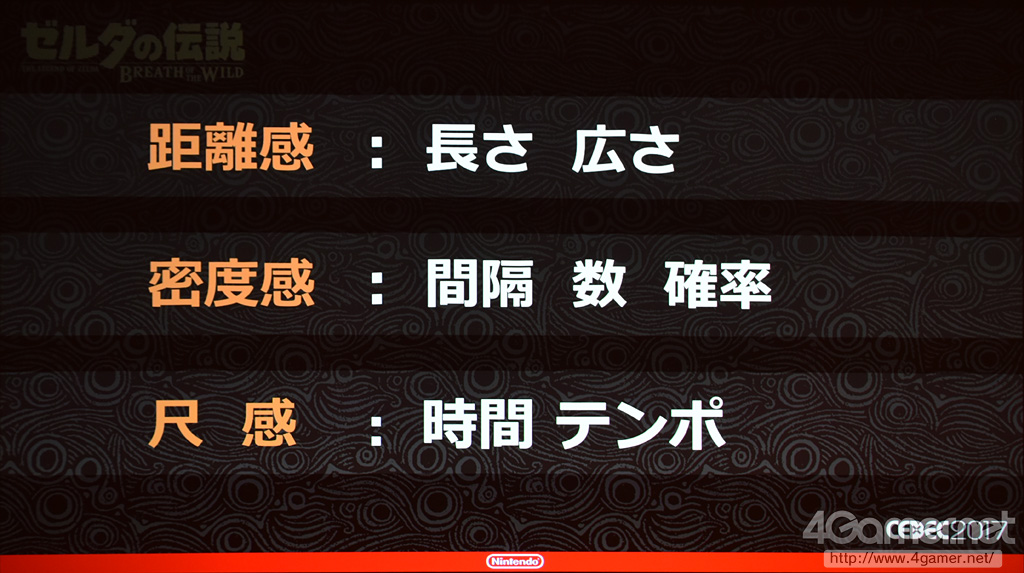 ゼルダの伝説
THE LEGEND OF ZELDA
BREATH OF THE WILD
距離感 : 長さ 広さ
密度感 : 間隔 数 確率
尺 感 : 時間 テンポ
4Gamer.net
CEDEC2017
http://www.4gamer.net/
Nintendo